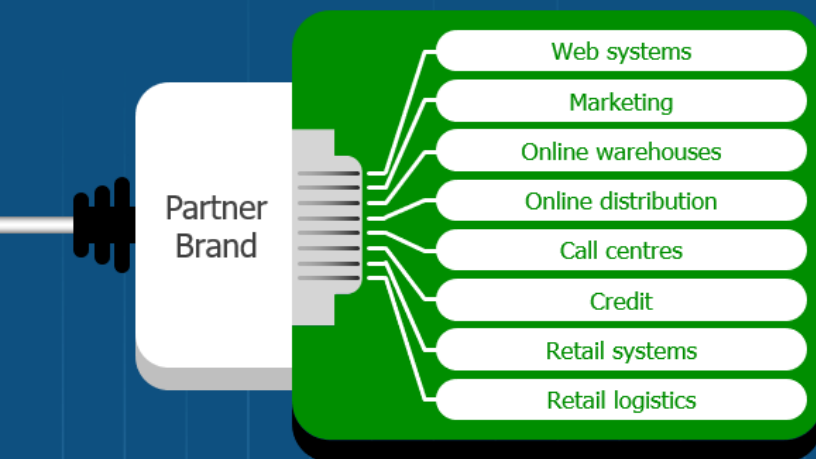 Partner
Brand
Web systems
Marketing
Online warehouses
Online distribution
Call centres
Credit
Retail systems
Retail logistics